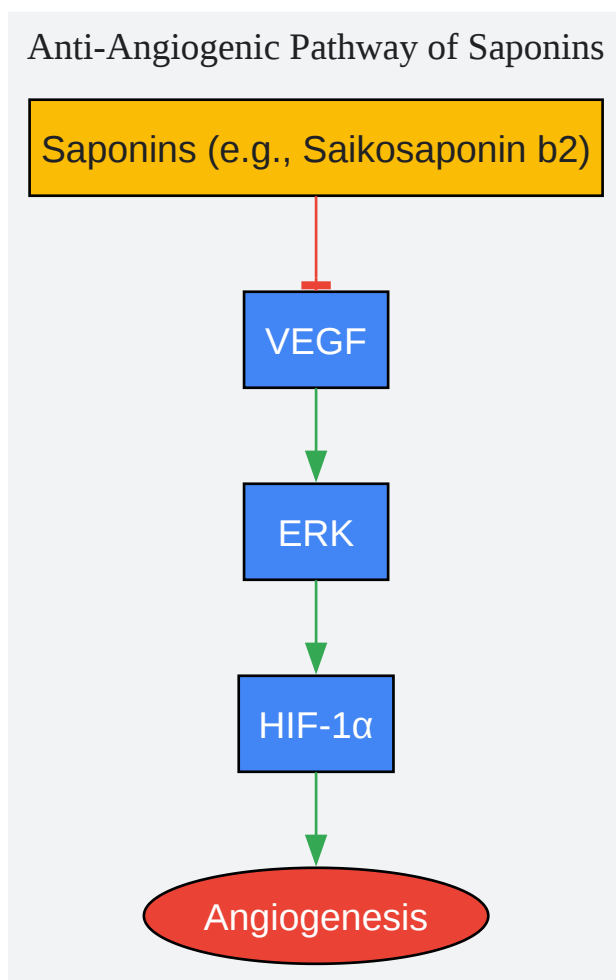 Anti-Angiogenic Pathway of Saponins
Saponins (e.g., Saikosaponin b2)
VEGF
ERK
HIF-1α
Angiogenesis